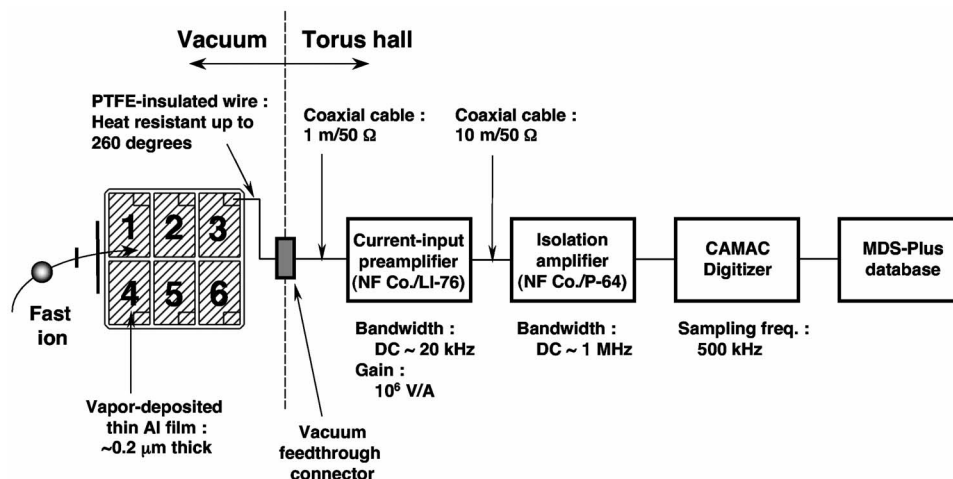 Vacuum
Torus hall
PTFE-insulated wire :
Heat resistant up to
260 degrees
Coaxial cable :
1 m/50 Ω
Coaxial cable :
10 m/50 Ω
1 2 3
4 5 6
Fast
ion
Current-input
preamplifier
(NF Co./LI-76)
Isolation
amplifier
(NF Co./P-64)
CAMAC
Digitizer
MDS-Plus
database
Bandwidth :
DC ~ 20 kHz
Gain :
10⁶ V/A
Bandwidth :
DC ~ 1 MHz
Sampling freq. :
500 kHz
Vapor-deposited
thin Al film :
~0.2 μm thick
Vacuum
feedthrough
connector